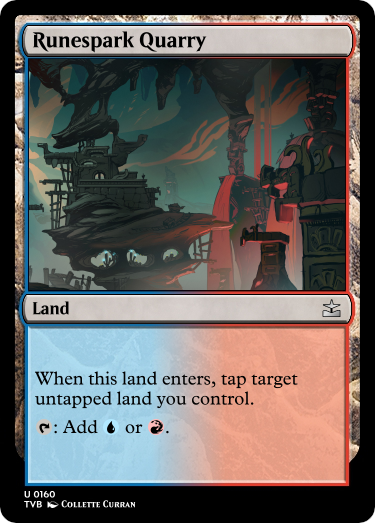 Runespark Quarry
Land
When this land enters, tap target
untapped land you control.
: Add or .
U 0160
TVB Collette Curran